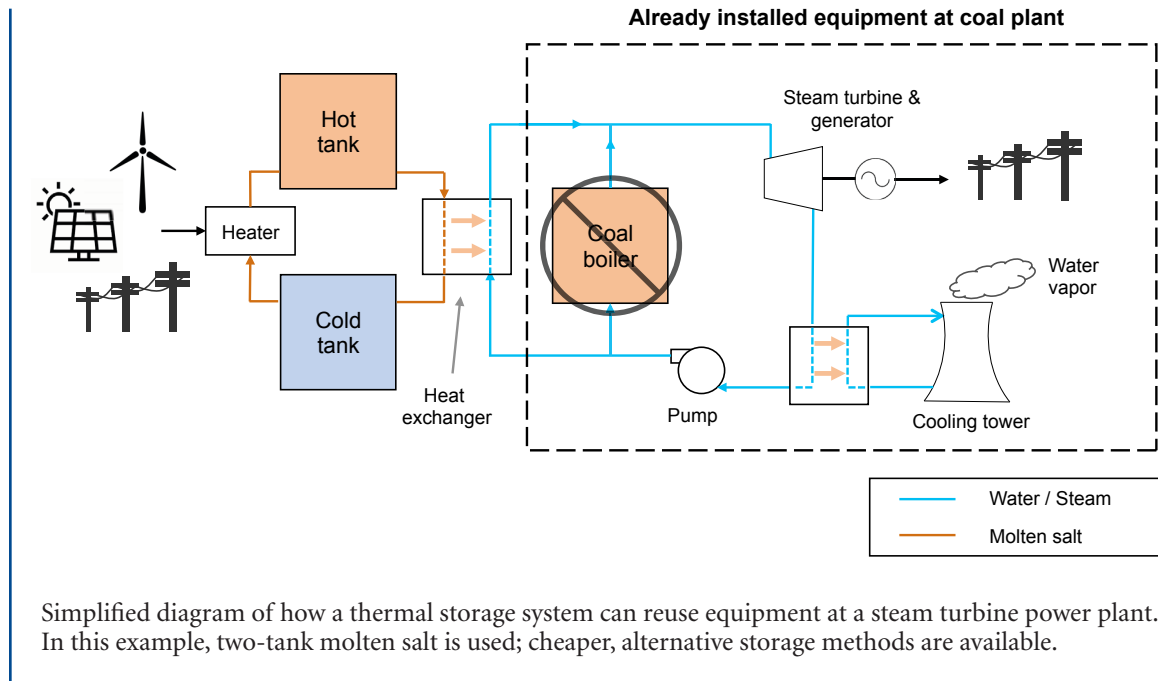 Already installed equipment at coal plant
Hot
tank
Steam turbine &
generator
Heater
Coal
boiler
Water
vapor
Cold
tank
Heat
exchanger
Pump
Cooling tower
Water / Steam
Molten salt
Simplified diagram of how a thermal storage system can reuse equipment at a steam turbine power plant.
In this example, two-tank molten salt is used; cheaper, alternative storage methods are available.